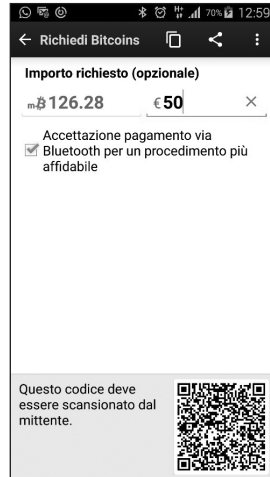 70% 12:59
Richiedi Bitcoins
Importo richiesto (opzionale)
m฿126.28 €50
Accettazione pagamento via
Bluetooth per un procedimento più
affidabile
Questo codice deve
essere scansionato dal
mittente.